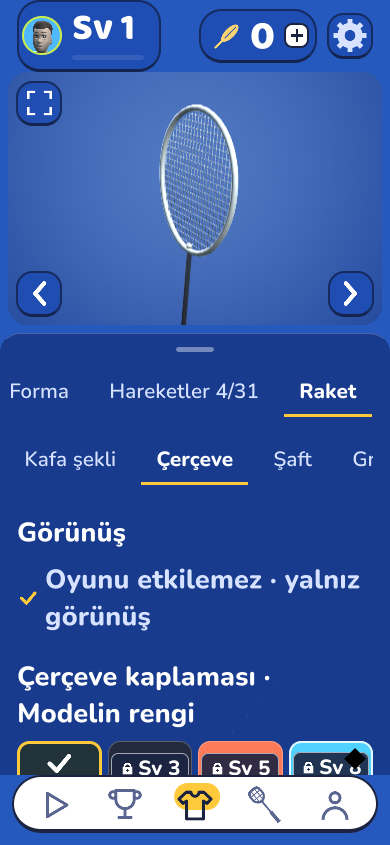 Sv 1
0
Forma
Hareketler 4/31
Raket
Kafa şekli
Çerçeve
Şaft
Görünüş
Oyunu etkilemez · yalnız
görünüş
Çerçeve kaplaması ·
Modelin rengi
Sv 3
Sv 5
Sv